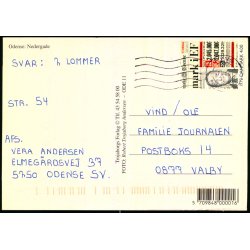 Odense: Nedergade
SVAR: 7 LOMMER
STR. 54
AFS.
VERA ANDERSEN
ELMEGÅRDSVEJ 37
5750 ODENSE SV.
VIND/OLE
FAMILIE JOURNALEN
POSTBOKS 14
0877 VALBY
5709848000016